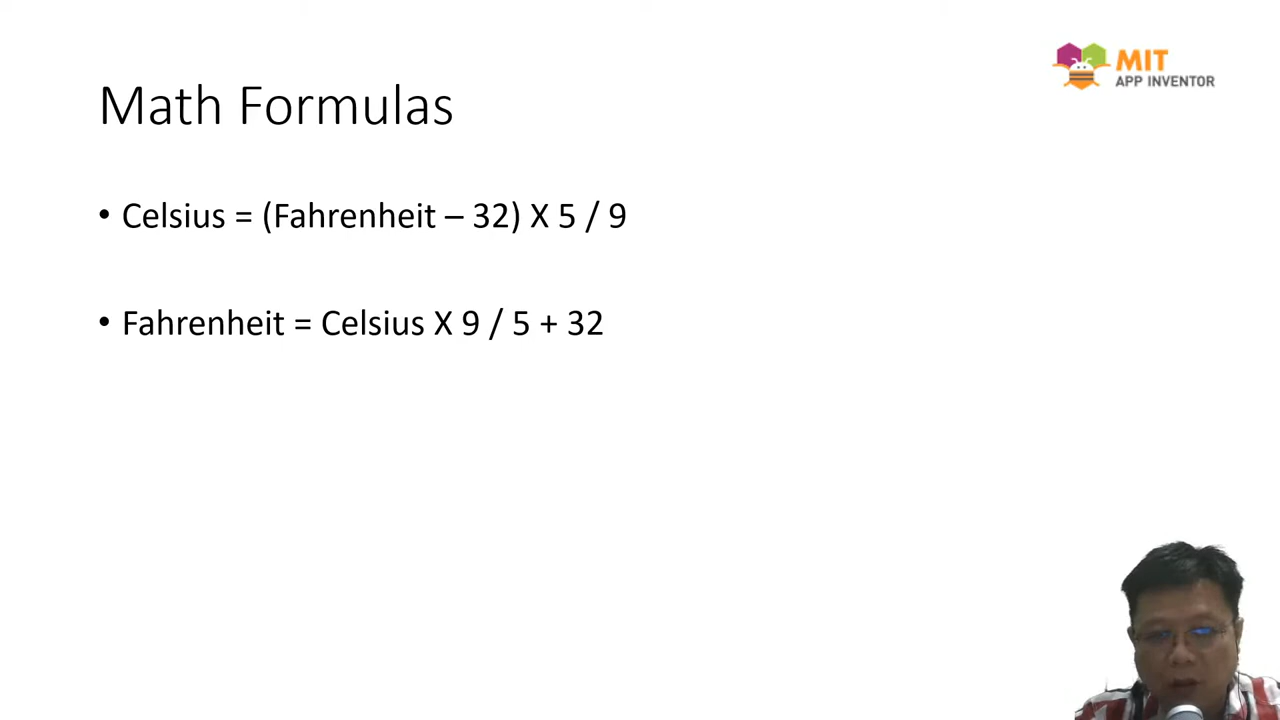 MIT
APP INVENTOR
Math Formulas
• Celsius = (Fahrenheit – 32) X 5 / 9
• Fahrenheit = Celsius X 9 / 5 + 32